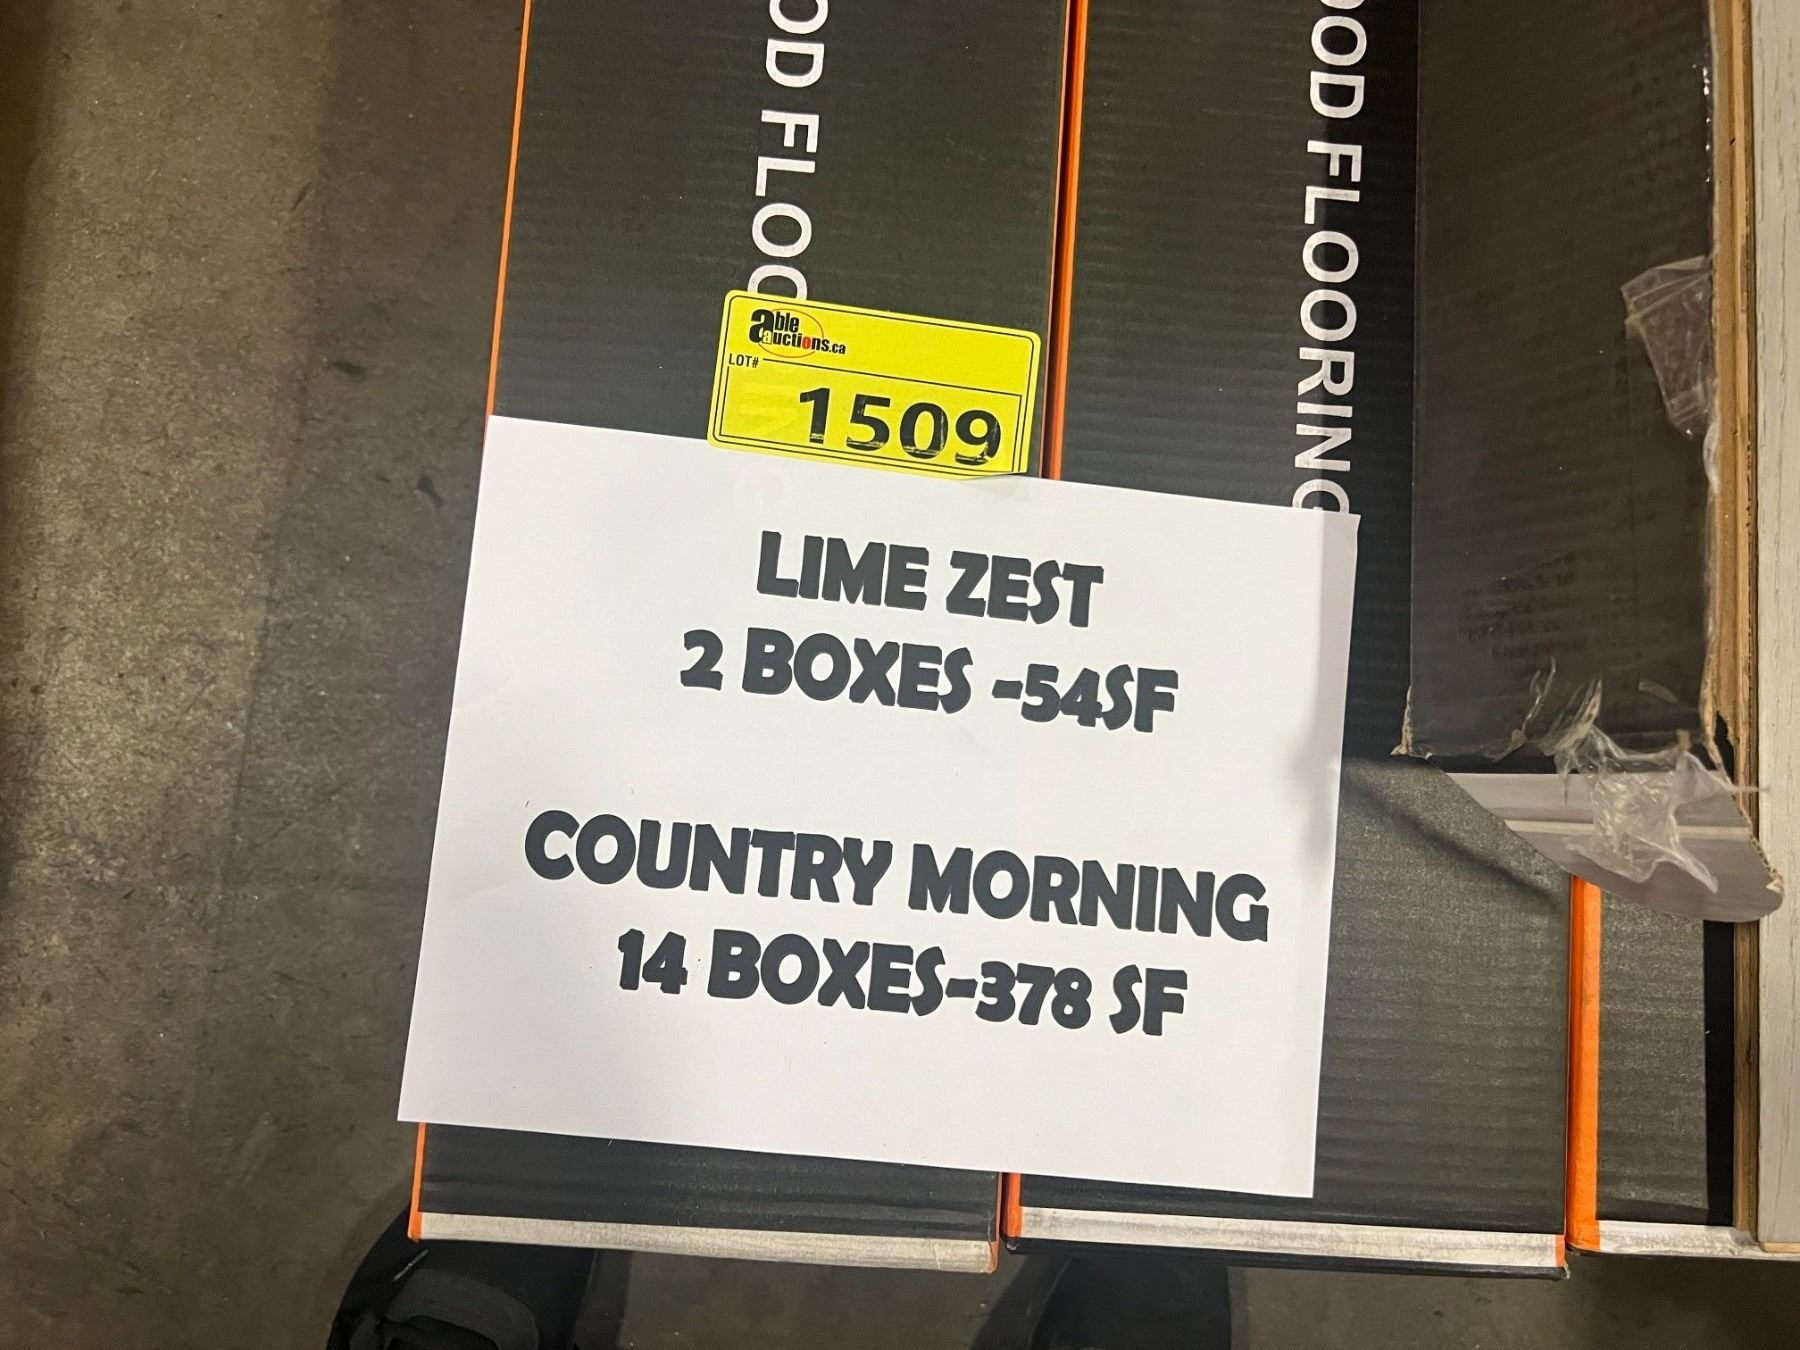 OD FLOO
OOD FLOORING
able
auctions.ca
LOT#
1509
LIME ZEST
2 BOXES -54SF
COUNTRY MORNING
14 BOXES-378 SF